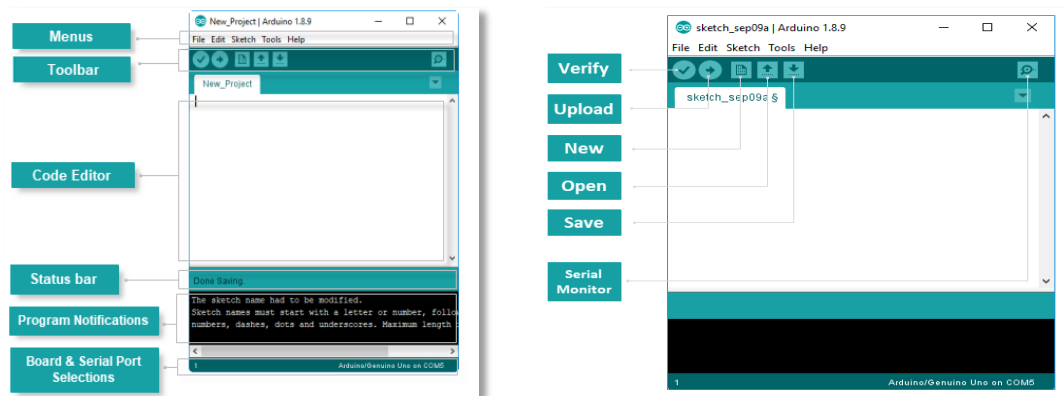 Menus
Toolbar
Code Editor
Status bar
Program Notifications
Board & Serial Port
Selections
New_Project | Arduino 1.8.9
File Edit Sketch Tools Help
New_Project
Done Saving.
The sketch name had to be modified.
Sketch names must start with a letter or number, follo
numbers, dashes, dots and underscores. Maximum length
1
Arduino/Genuino Uno on COM5
Verify
Upload
New
Open
Save
Serial
Monitor
sketch_sep09a | Arduino 1.8.9
File Edit Sketch Tools Help
sketch_sep09a §
1
Arduino/Genuino Uno on COM5